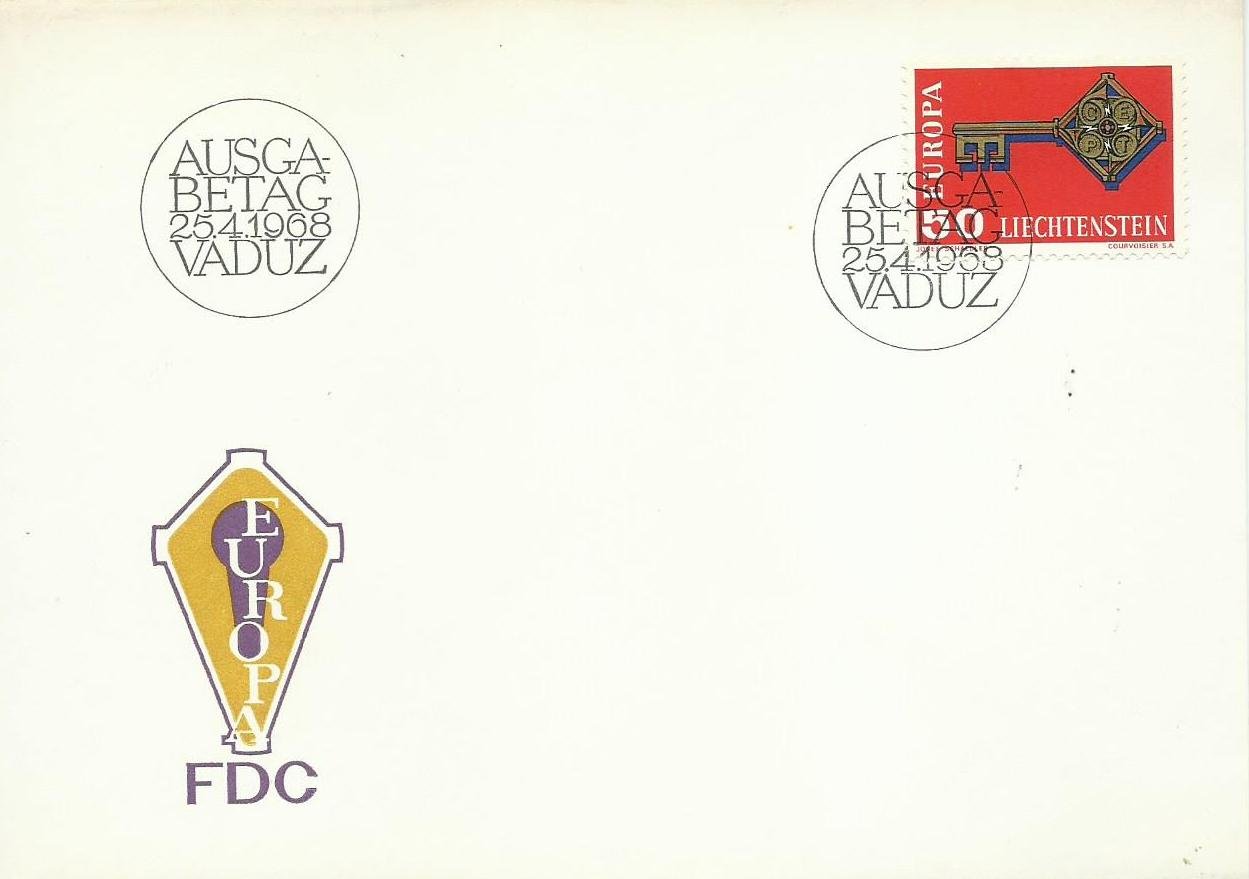 AUSGA-
BETAG
25.4.1968
VADUZ
EUROPA
C E
P T
50 LIECHTENSTEIN
COURVOISIER S.A.
AUSGA-
BETAG
25.4.1968
VADUZ
EUROPA
FDC